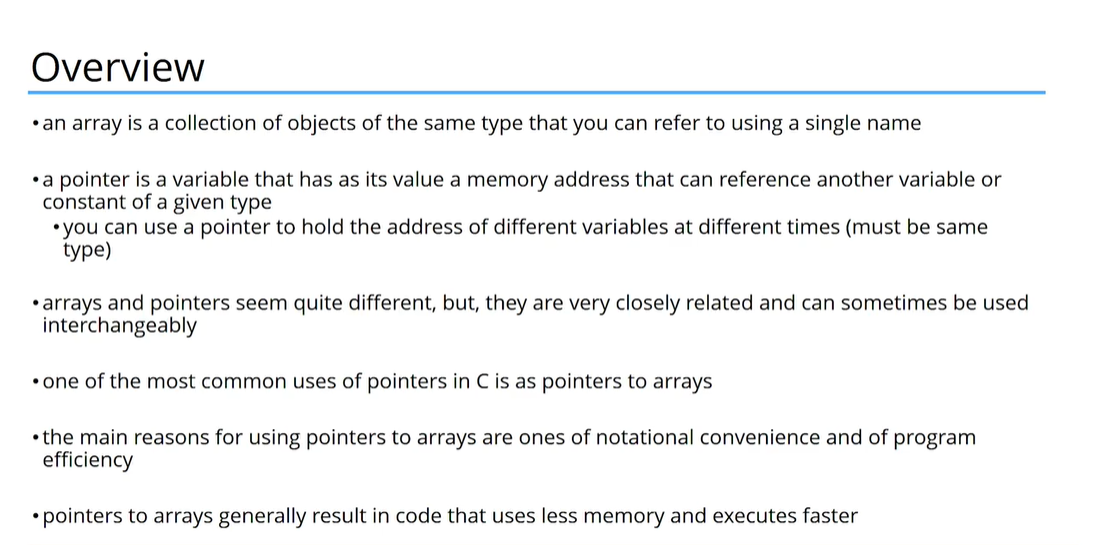 Overview
•an array is a collection of objects of the same type that you can refer to using a single name
•a pointer is a variable that has as its value a memory address that can reference another variable or
constant of a given type
•you can use a pointer to hold the address of different variables at different times (must be same
type)
•arrays and pointers seem quite different, but, they are very closely related and can sometimes be used
interchangeably
•one of the most common uses of pointers in C is as pointers to arrays
•the main reasons for using pointers to arrays are ones of notational convenience and of program
efficiency
•pointers to arrays generally result in code that uses less memory and executes faster